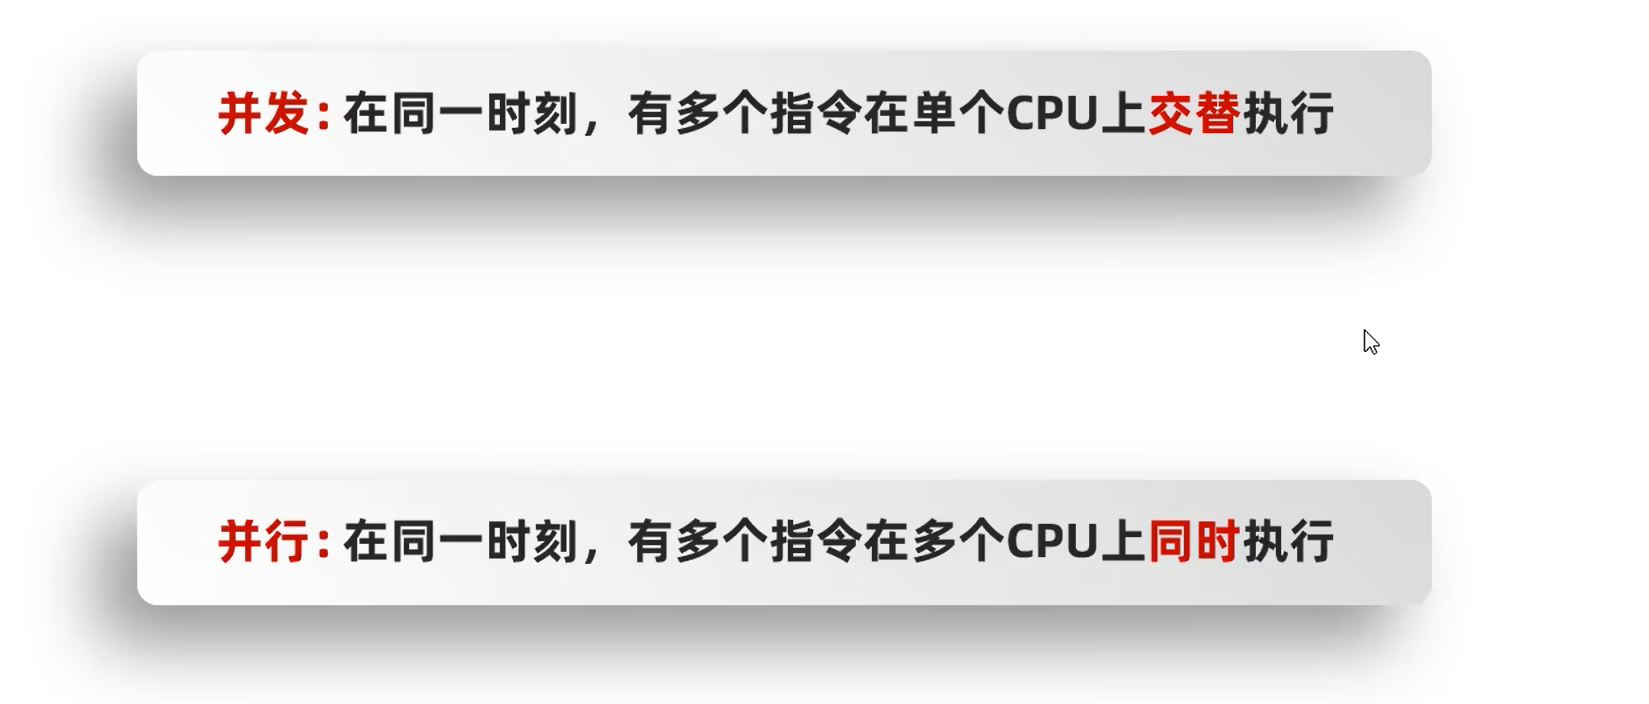 并发:在同一时刻，有多个指令在单个CPU上交替执行
并行:在同一时刻，有多个指令在多个CPU上同时执行